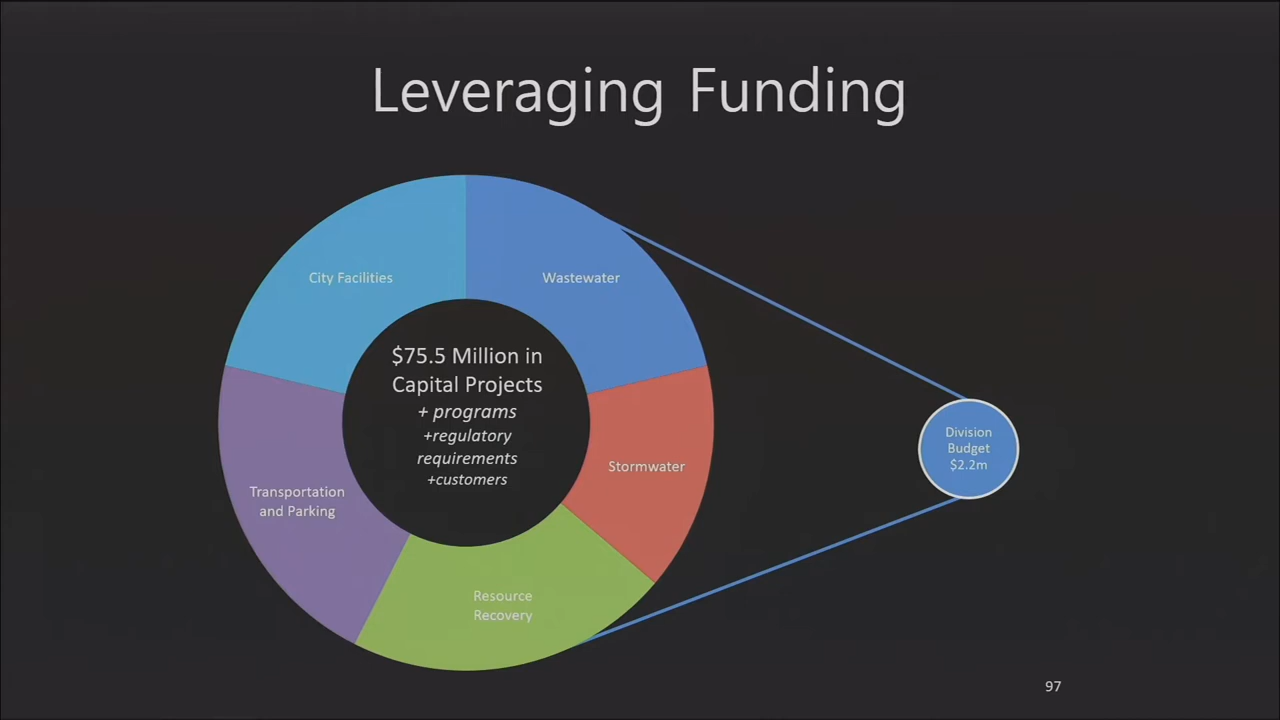 Leveraging Funding
City Facilities
Wastewater
$75.5 Million in
Capital Projects
+ programs
+regulatory
requirements
+customers
Division
Budget
$2.2m
Stormwater
Transportation
and Parking
Resource
Recovery
97